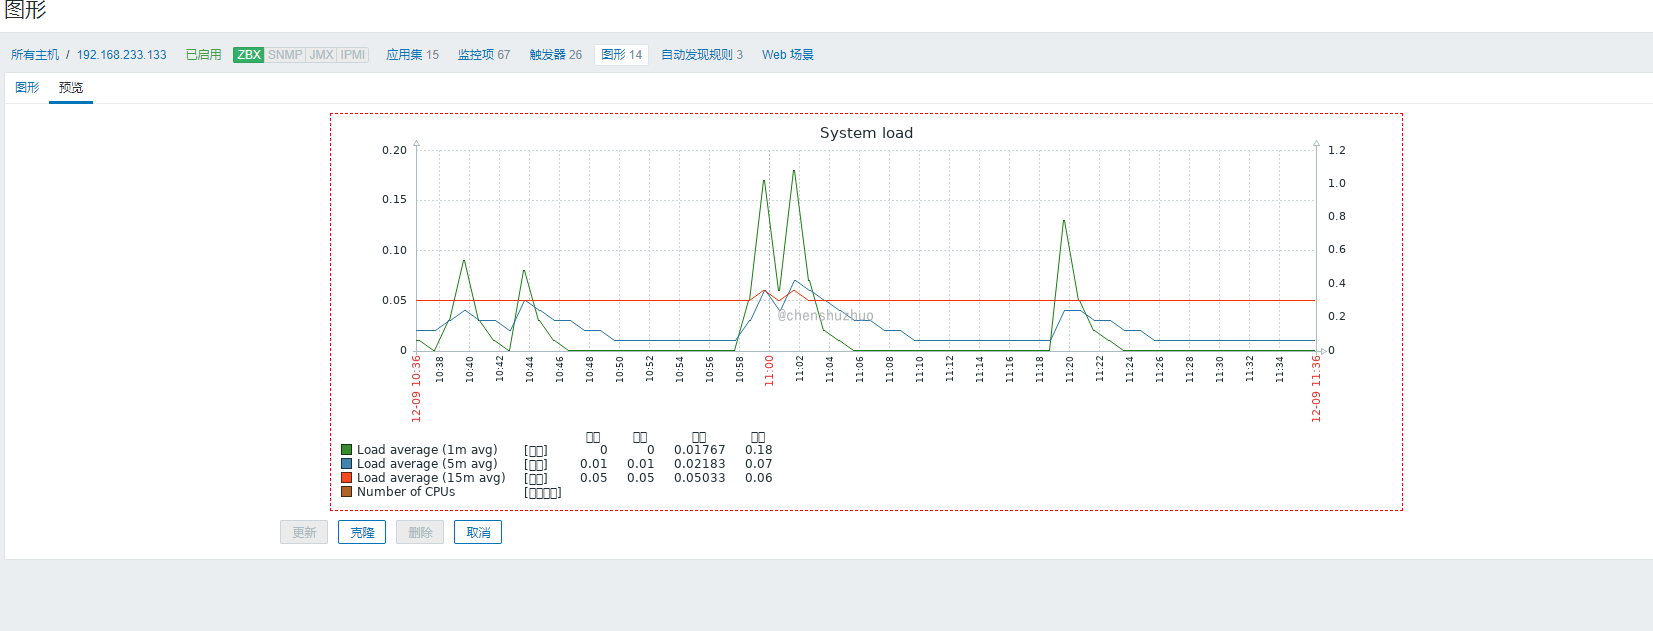 图形
所有主机 / 192.168.233.133 已启用 ZBX SNMP JMX IPMI 应用集 15 监控项 67 触发器 26 图形 14 自动发现规则 3 Web 场景
图形 预览
System load
0.20
0.15
0.10
0.05
0
1.2
1.0
0.8
0.6
0.4
0.2
0
@chenshuzhuo
12-09 10:36 10:38 10:40 10:42 10:44 10:46 10:48 10:50 10:52 10:54 10:56 10:58 11:00 11:02 11:04 11:06 11:08 11:10 11:12 11:14 11:16 11:18 11:20 11:22 11:24 11:26 11:28 11:30 11:32 11:34 12-09 11:36
□□ □□ □□ □□
Load average (1m avg) [□□] 0 0 0.01767 0.18
Load average (5m avg) [□□] 0.01 0.01 0.02183 0.07
Load average (15m avg) [□□] 0.05 0.05 0.05033 0.06
Number of CPUs [□□□□]
更新 克隆 删除 取消